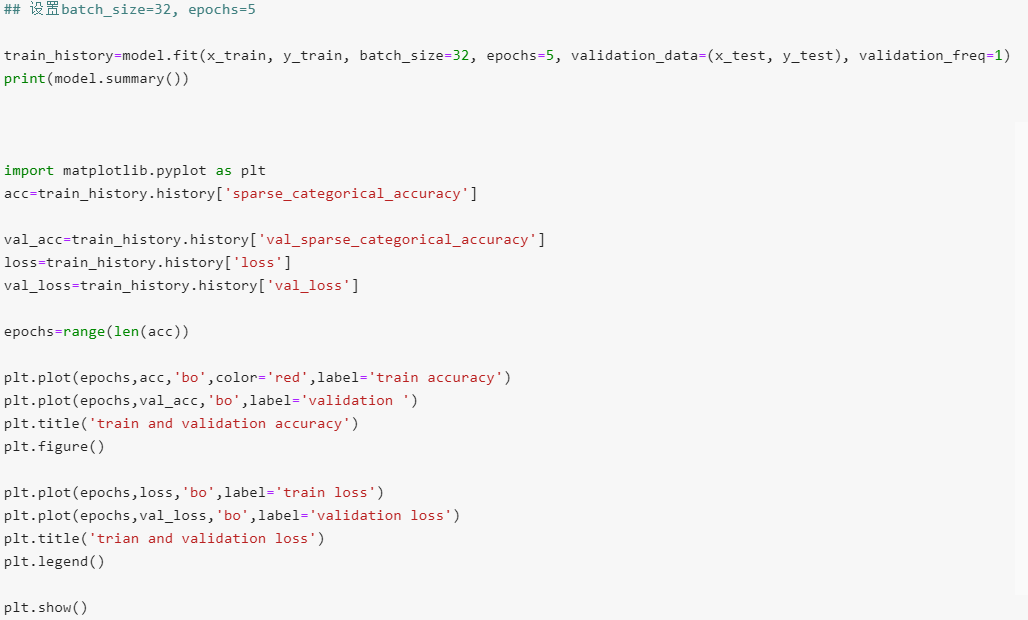 ## 设置batch_size=32, epochs=5
train_history=model.fit(x_train, y_train, batch_size=32, epochs=5, validation_data=(x_test, y_test), validation_freq=1)
print(model.summary())
import matplotlib.pyplot as plt
acc=train_history.history['sparse_categorical_accuracy']
val_acc=train_history.history['val_sparse_categorical_accuracy']
loss=train_history.history['loss']
val_loss=train_history.history['val_loss']
epochs=range(len(acc))
plt.plot(epochs,acc,'bo',color='red',label='train accuracy')
plt.plot(epochs,val_acc,'bo',label='validation ')
plt.title('train and validation accuracy')
plt.figure()
plt.plot(epochs,loss,'bo',label='train loss')
plt.plot(epochs,val_loss,'bo',label='validation loss')
plt.title('trian and validation loss')
plt.legend()
plt.show()